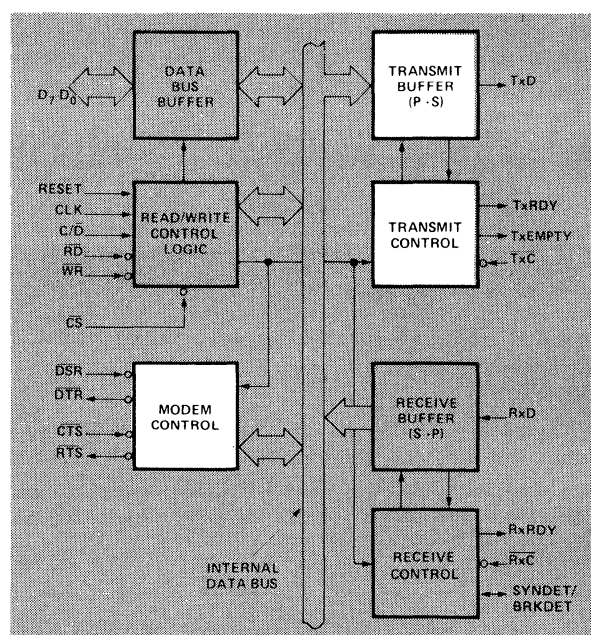 DATA
BUS
BUFFER
D7 D0
TRANSMIT
BUFFER
(P - S)
TxD
RESET
CLK
C/D
RD
WR
CS
READ/WRITE
CONTROL
LOGIC
TRANSMIT
CONTROL
TxRDY
TxEMPTY
TxC
DSR
DTR
CTS
RTS
MODEM
CONTROL
RECEIVE
BUFFER
(S - P)
RxD
INTERNAL
DATA BUS
RECEIVE
CONTROL
RxRDY
RxC
SYNDET/
BRKDET